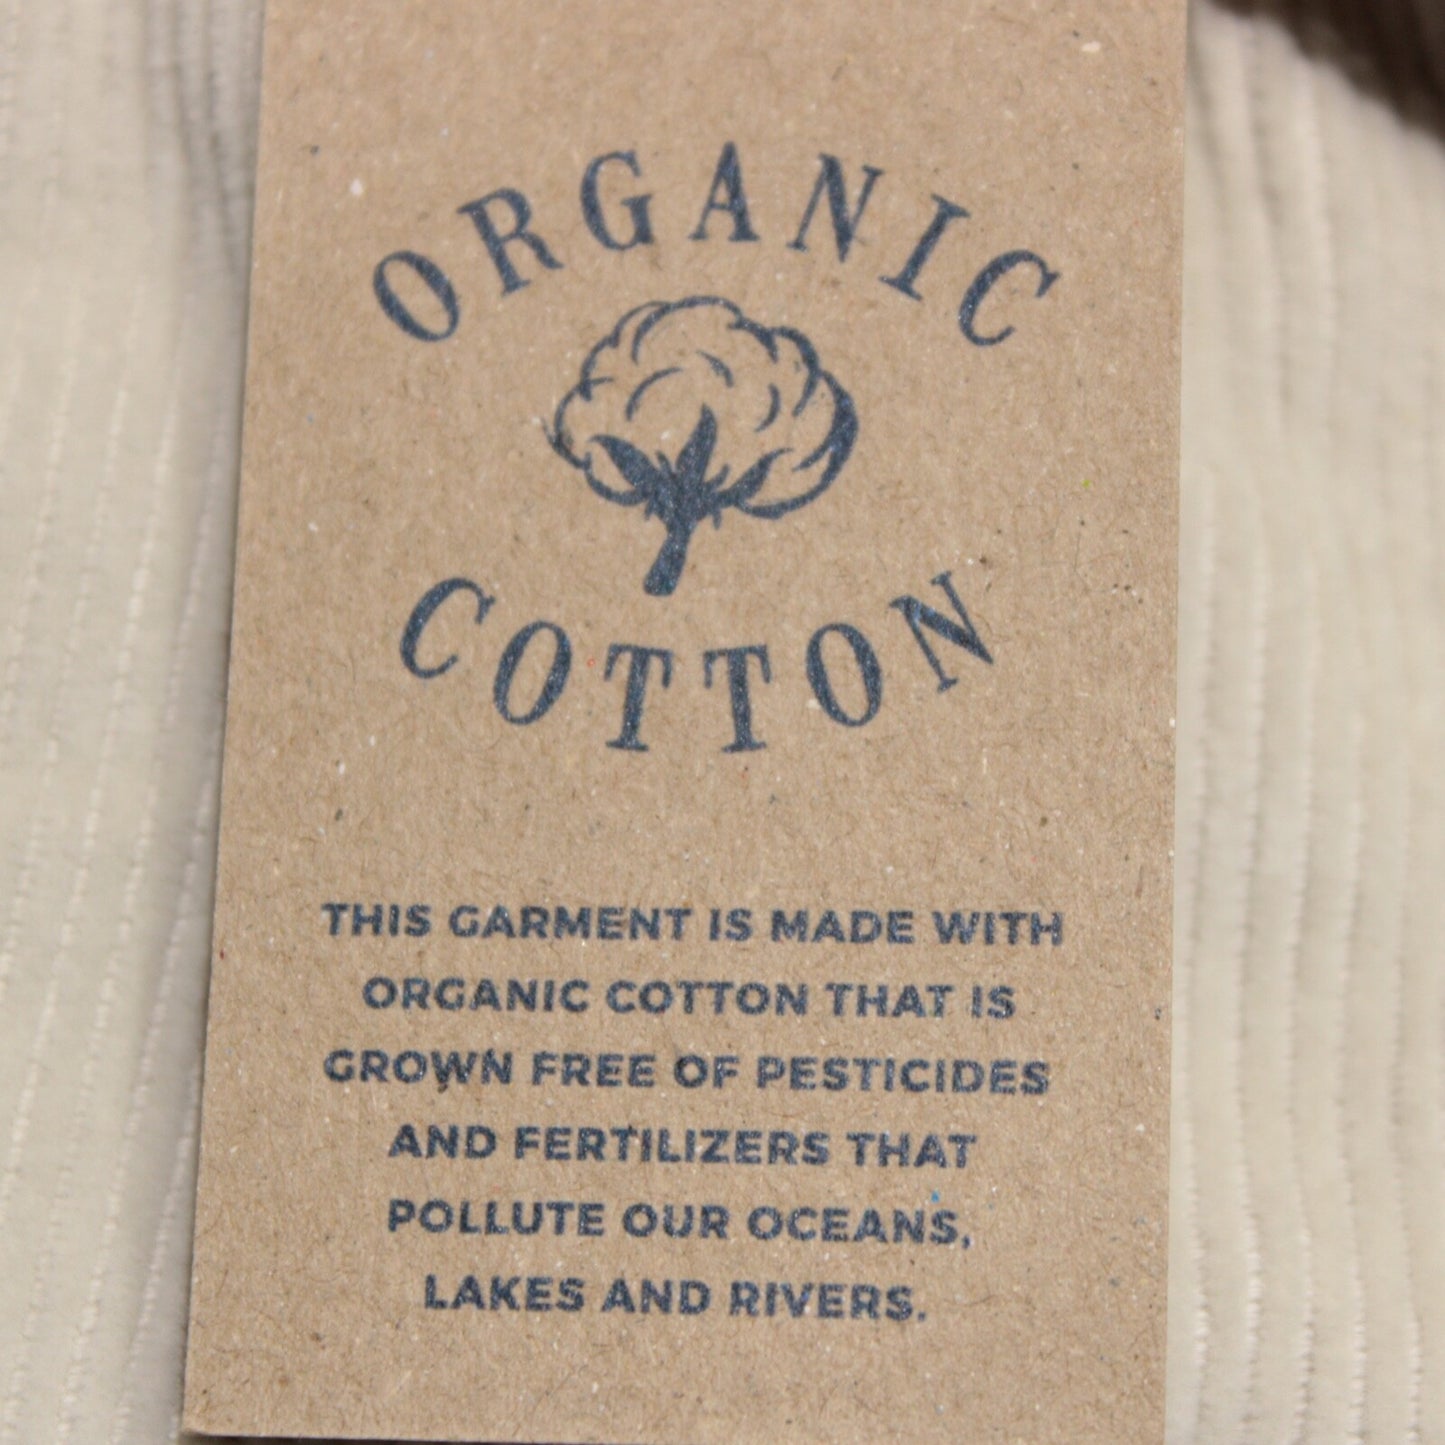 ORGANIC
COTTON
THIS GARMENT IS MADE WITH
ORGANIC COTTON THAT IS
GROWN FREE OF PESTICIDES
AND FERTILIZERS THAT
POLLUTE OUR OCEANS,
LAKES AND RIVERS.